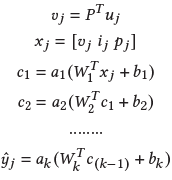 v_j = P^T u_j
x_j = [v_j i_j p_j]
c_1 = a_1(W_1^T x_j + b_1)
c_2 = a_2(W_2^T c_1 + b_2)
........
ŷ_j = a_k(W_k^T c_(k−1) + b_k)